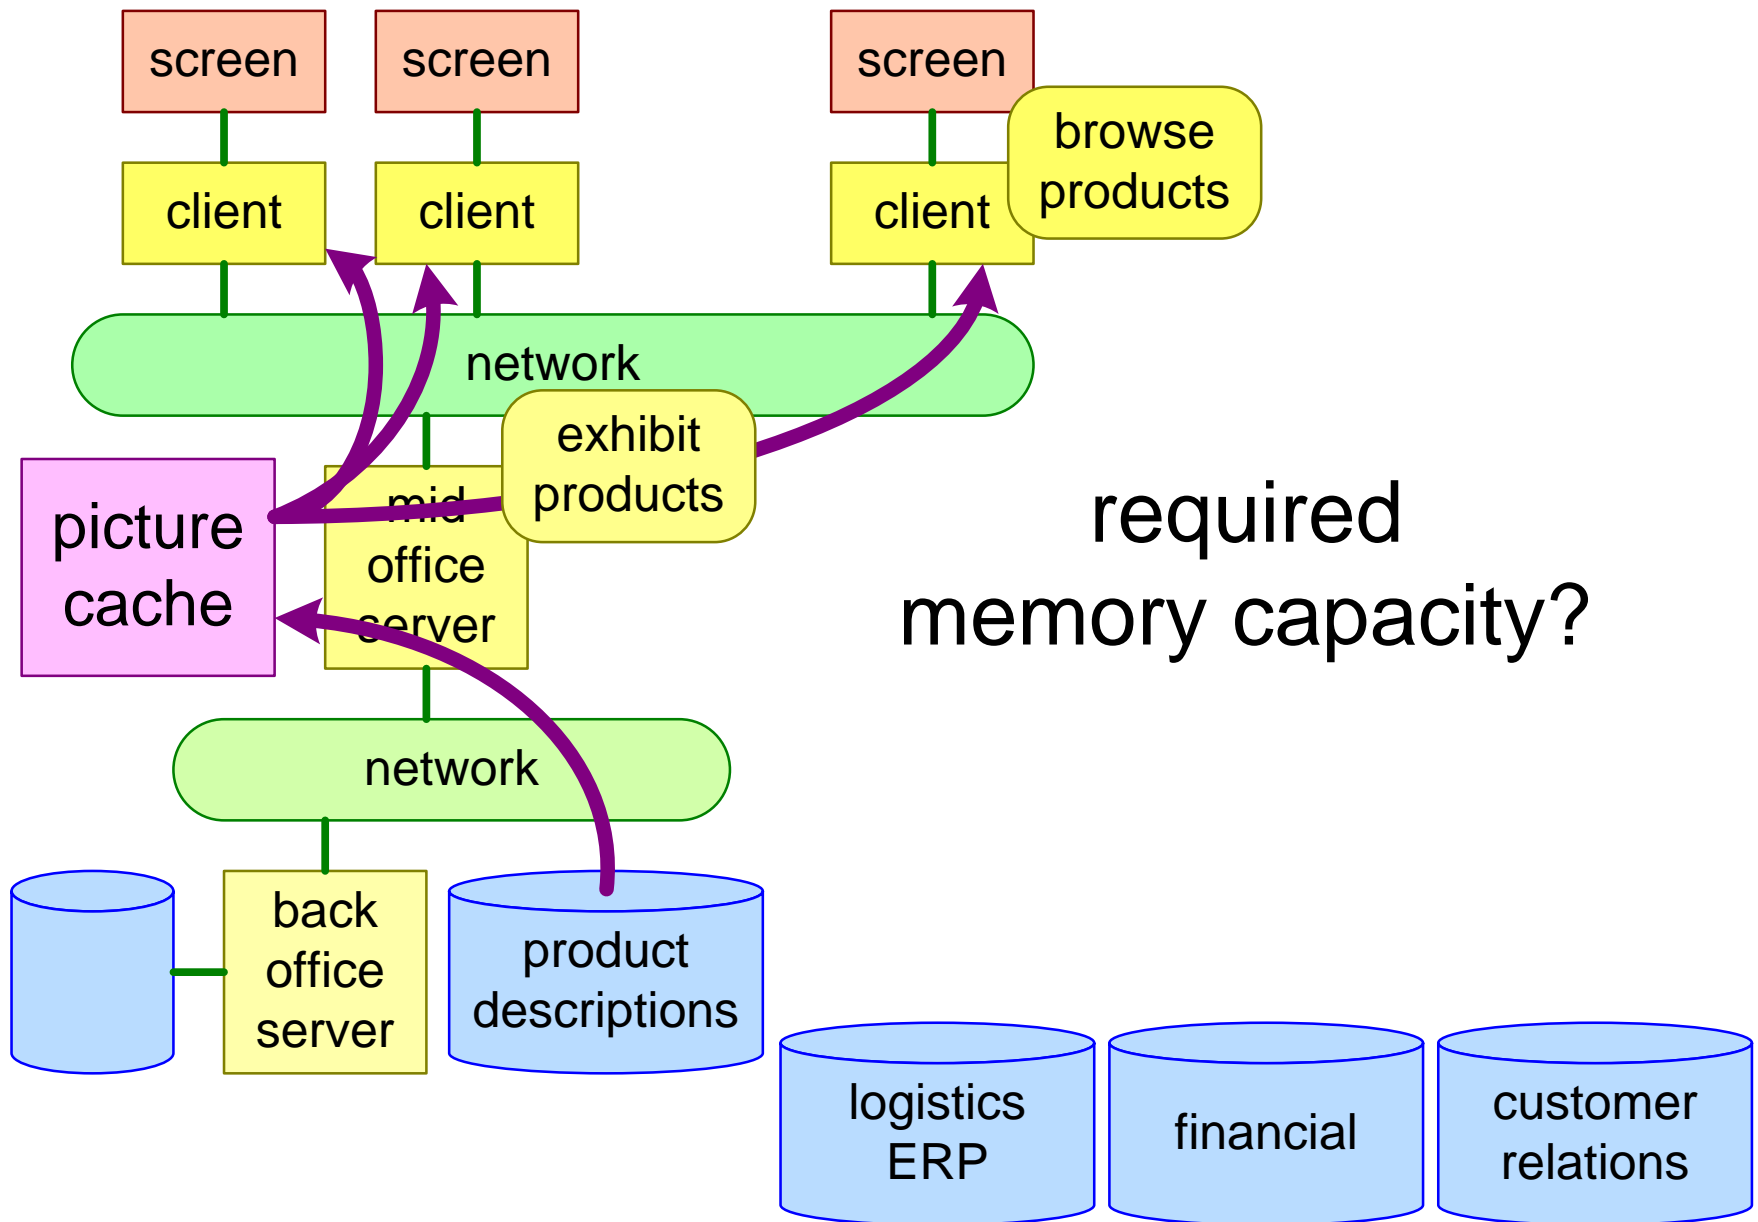 screen
screen
screen
browse
products
client
client
client
network
exhibit
products
picture
cache
mid
office
server
required
memory capacity?
network
back
office
server
product
descriptions
logistics
ERP
financial
customer
relations